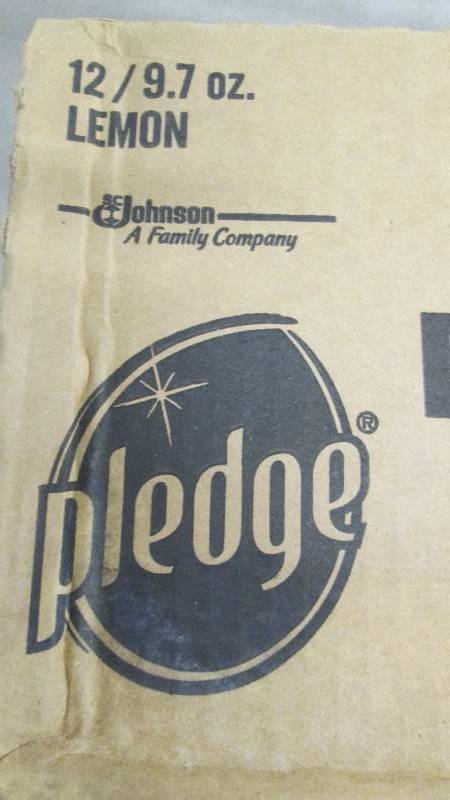 12/9.7 oz.
LEMON
SC Johnson
A Family Company
pledge®